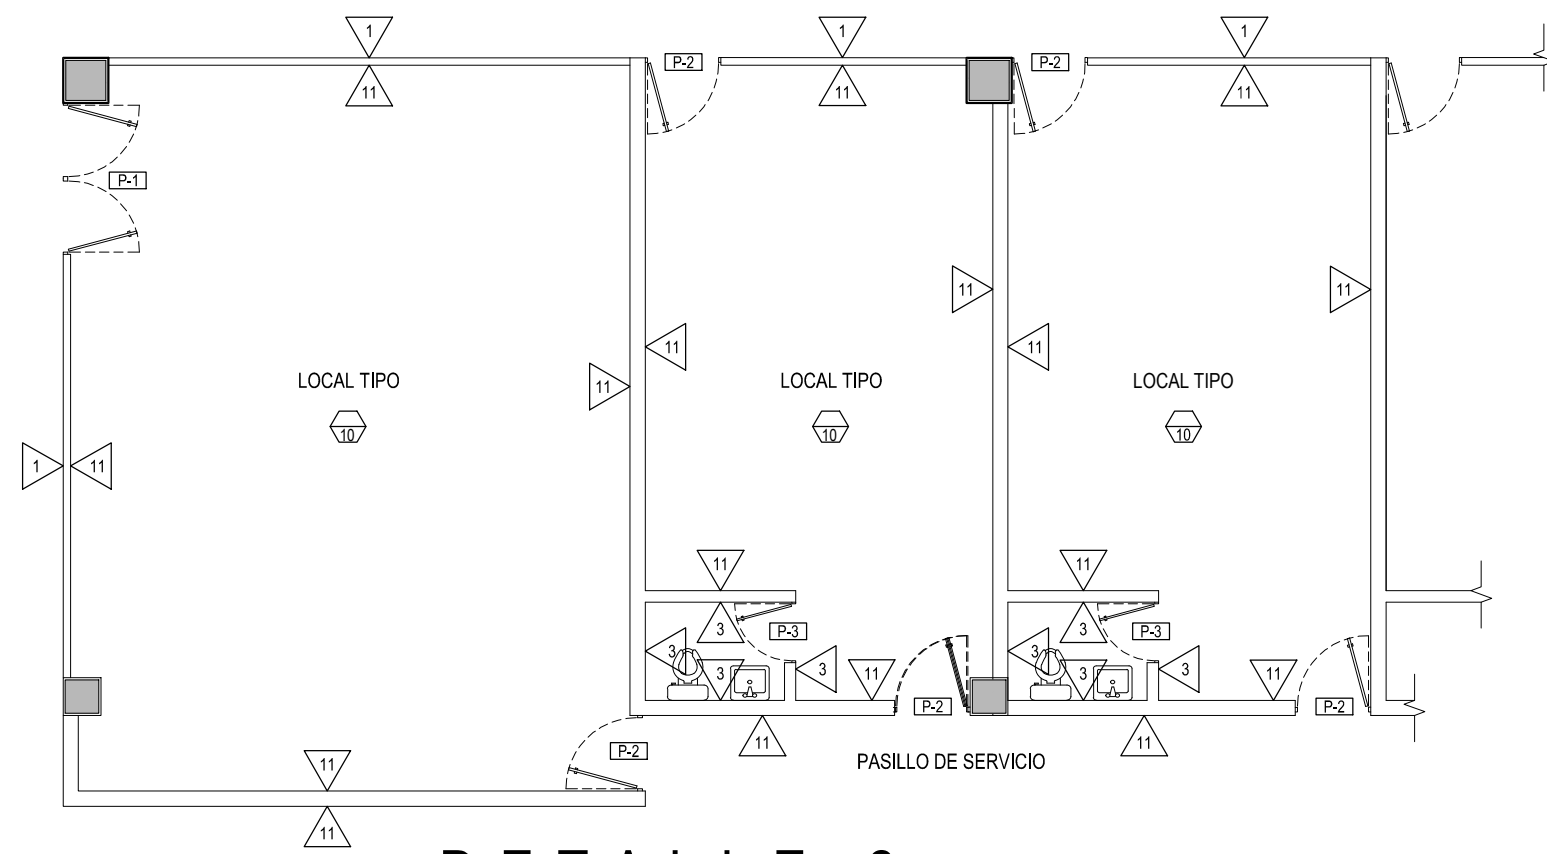 1 1 1
P-2 P-2
11 11 11
P-1
11 11
11 11
11
LOCAL TIPO LOCAL TIPO LOCAL TIPO
10 10 10
1 11
11 11
3 P-3 3 P-3
3 3
3 3 11 3 3 11
P-2 P-2
11 11
P-2
PASILLO DE SERVICIO
11
11